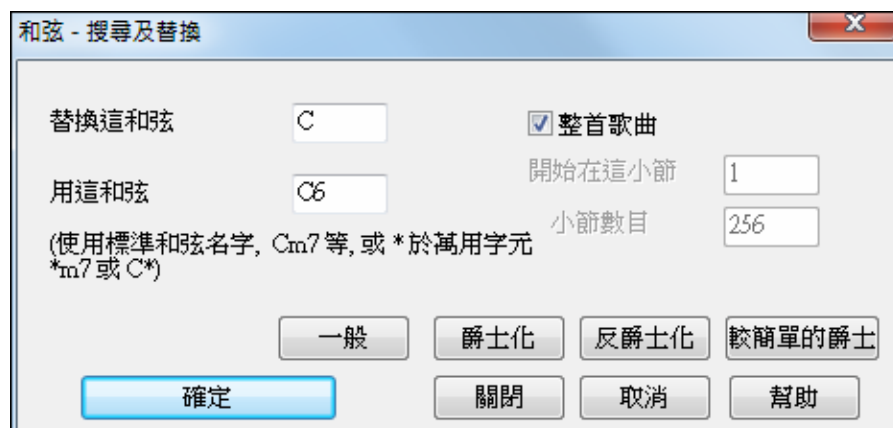 和弦 - 搜尋及替換
替換這和弦 C
整首歌曲
開始在這小節 1
用這和弦 C6
小節數目 256
(使用標準和弦名字, Cm7 等, 或 * 於萬用字元
*m7 或 C*)
一般 爵士化 反爵士化 較簡單的爵士
確定 關閉 取消 幫助